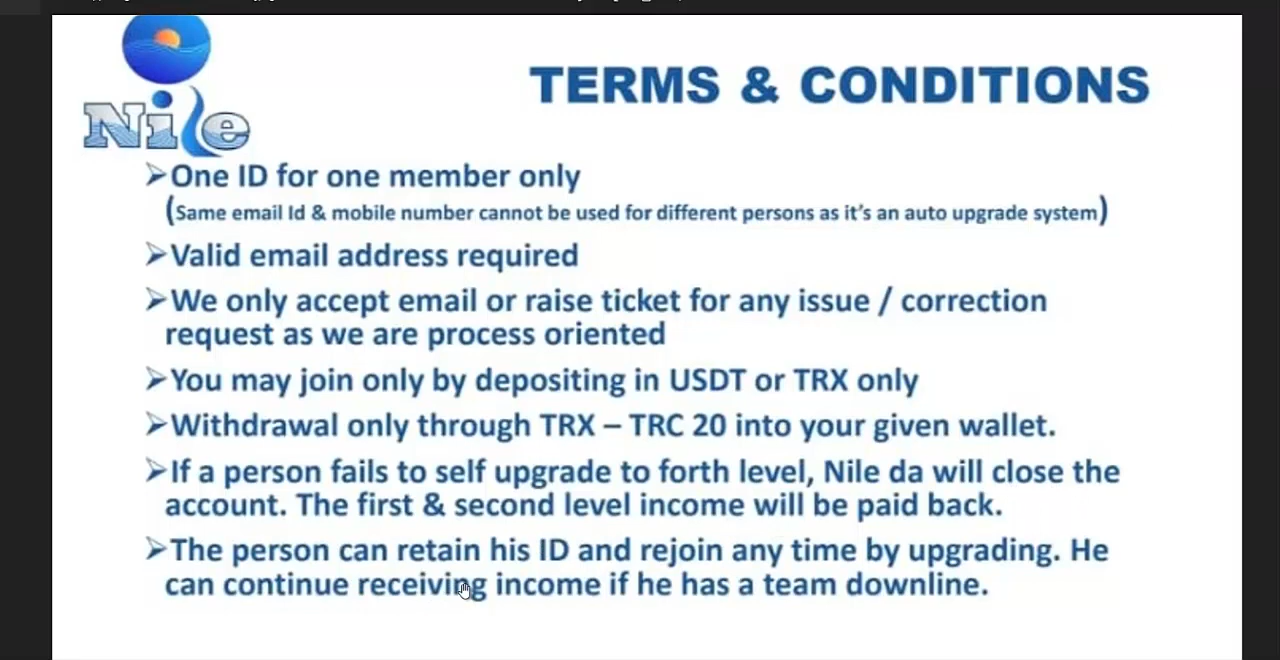 Nile
TERMS & CONDITIONS
➢One ID for one member only
(Same email Id & mobile number cannot be used for different persons as it's an auto upgrade system)
➢Valid email address required
➢We only accept email or raise ticket for any issue / correction
request as we are process oriented
➢You may join only by depositing in USDT or TRX only
➢Withdrawal only through TRX – TRC 20 into your given wallet.
➢If a person fails to self upgrade to forth level, Nile da will close the
account. The first & second level income will be paid back.
➢The person can retain his ID and rejoin any time by upgrading. He
can continue receiving income if he has a team downline.